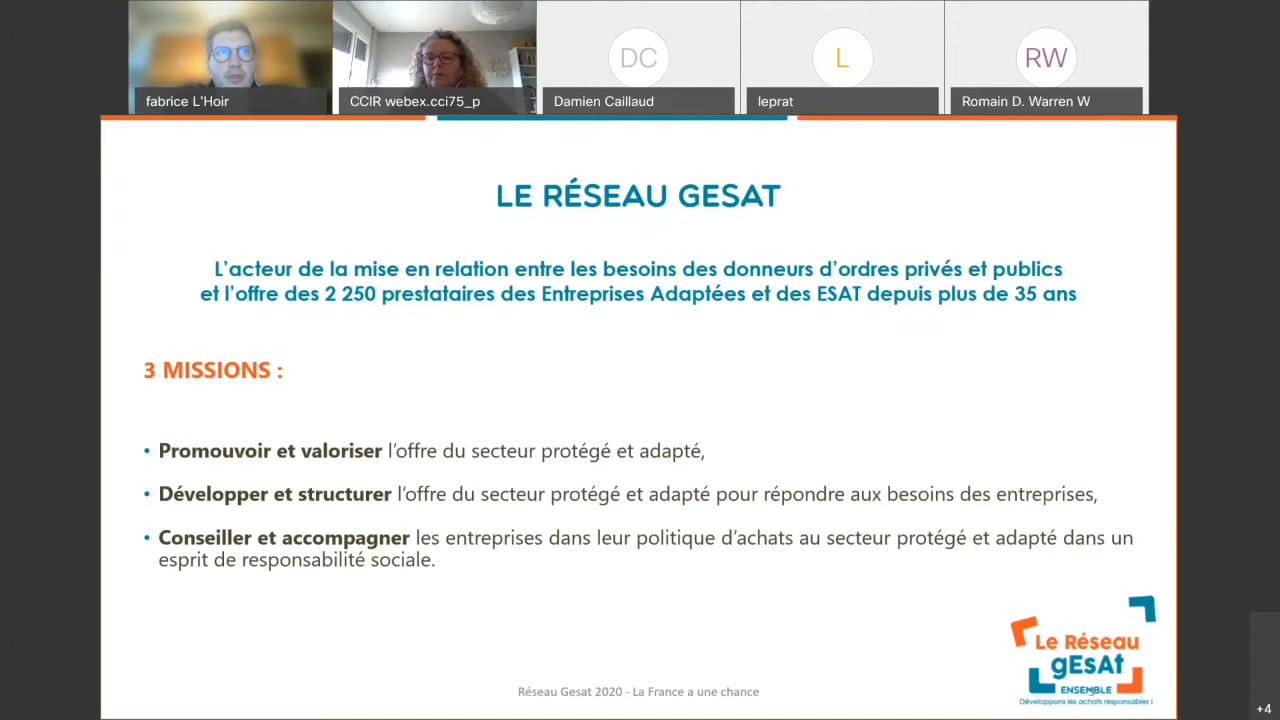 DC
L
RW
fabrice L'Hoir
CCIR webex.cci75_p
Damien Caillaud
leprat
Romain D. Warren W
LE RÉSEAU GESAT
L'acteur de la mise en relation entre les besoins des donneurs d'ordres privés et publics
et l'offre des 2 250 prestataires des Entreprises Adaptées et des ESAT depuis plus de 35 ans
3 MISSIONS :
• Promouvoir et valoriser l'offre du secteur protégé et adapté,
• Développer et structurer l'offre du secteur protégé et adapté pour répondre aux besoins des entreprises,
• Conseiller et accompagner les entreprises dans leur politique d'achats au secteur protégé et adapté dans un
esprit de responsabilité sociale.
Le Réseau
gEsAt
ENSEMBLE
Développons les achats responsables !
Réseau Gesat 2020 - La France a une chance
+4